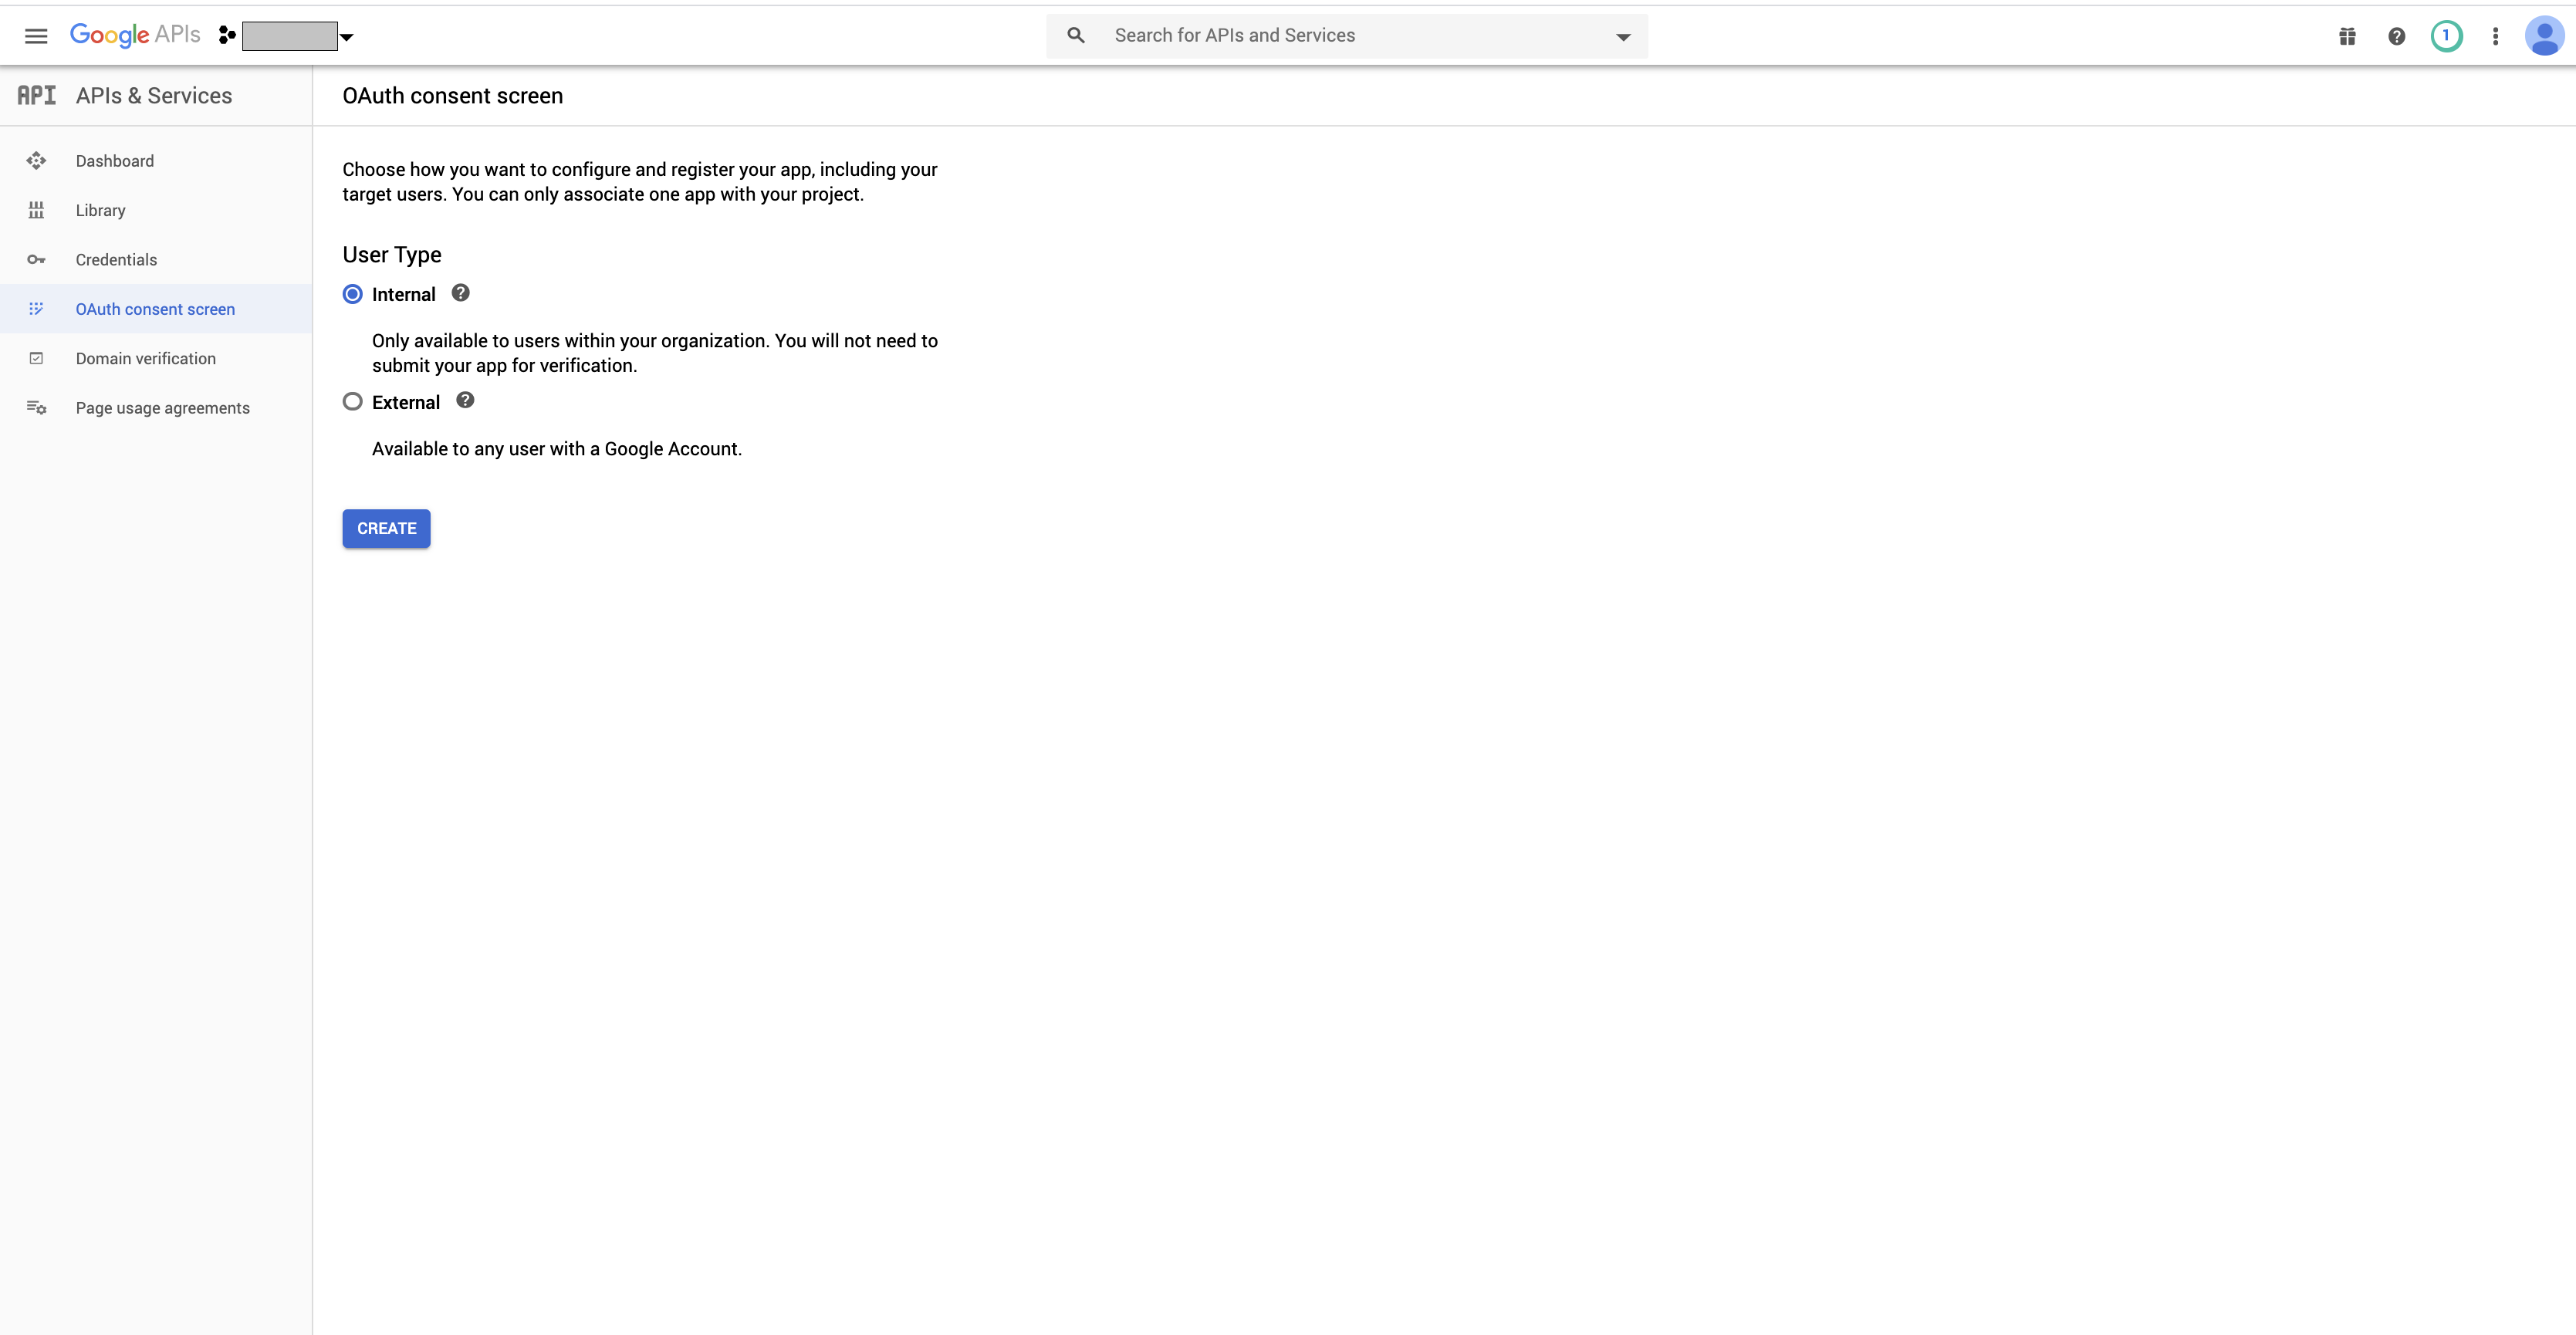 Google APIs
Search for APIs and Services
1
API APIs & Services
OAuth consent screen
Dashboard
Library
Credentials
OAuth consent screen
Domain verification
Page usage agreements
Choose how you want to configure and register your app, including your
target users. You can only associate one app with your project.
User Type
Internal
Only available to users within your organization. You will not need to
submit your app for verification.
External
Available to any user with a Google Account.
CREATE